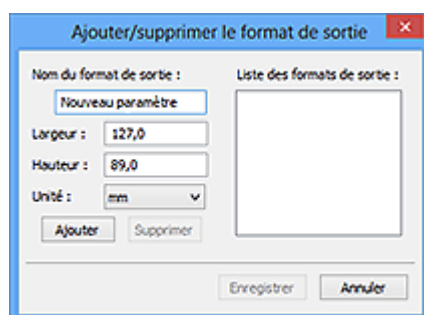 Ajouter/supprimer le format de sortie
Nom du format de sortie :
Nouveau paramètre
Largeur : 127,0
Hauteur : 89,0
Unité : mm
Ajouter Supprimer
Liste des formats de sortie :
Enregistrer Annuler